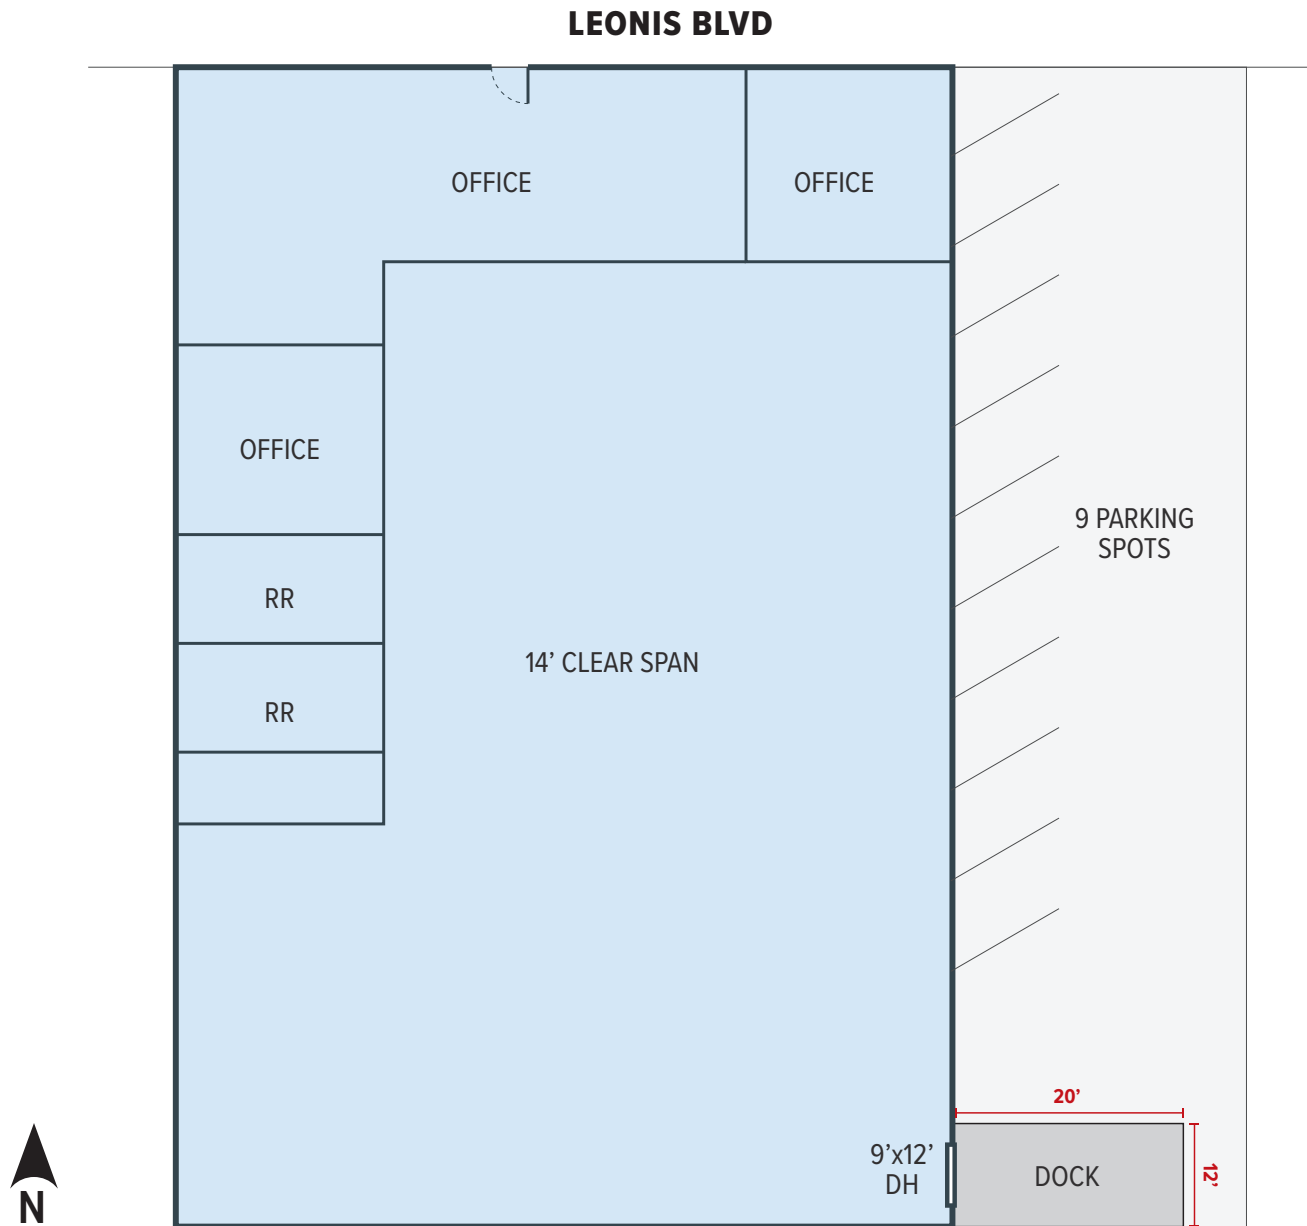 LEONIS BLVD
OFFICE
OFFICE
OFFICE
9 PARKING
SPOTS
RR
14’ CLEAR SPAN
RR
20’
9’x12’
DH
DOCK
12’
N